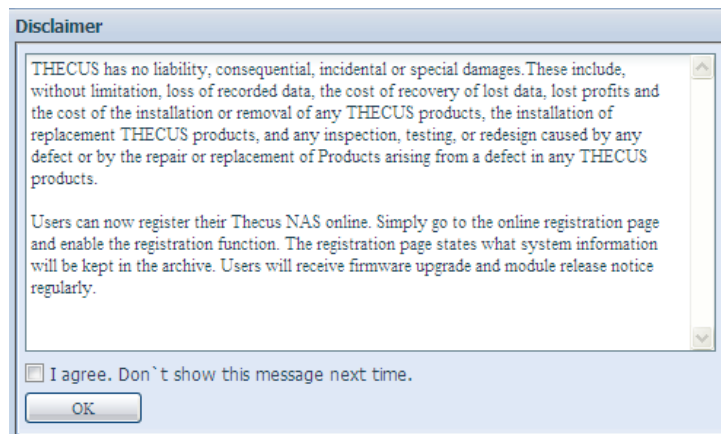 Disclaimer
THECUS has no liability, consequential, incidental or special damages.These include,
without limitation, loss of recorded data, the cost of recovery of lost data, lost profits and
the cost of the installation or removal of any THECUS products, the installation of
replacement THECUS products, and any inspection, testing, or redesign caused by any
defect or by the repair or replacement of Products arising from a defect in any THECUS
products.
Users can now register their Thecus NAS online. Simply go to the online registration page
and enable the registration function. The registration page states what system information
will be kept in the archive. Users will receive firmware upgrade and module release notice
regularly.
I agree. Don`t show this message next time.
OK